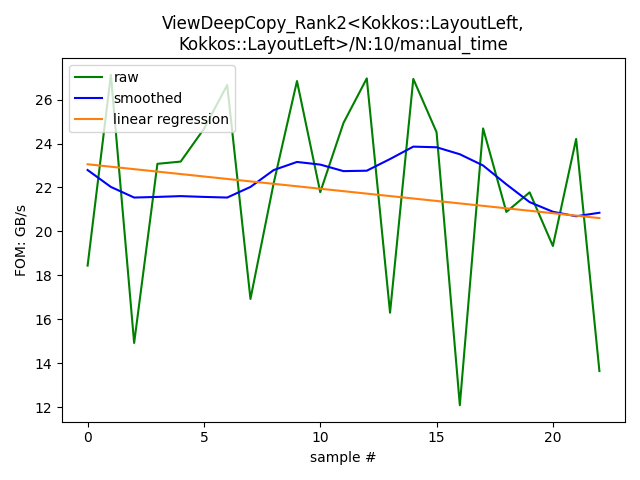 ViewDeepCopy_Rank2<Kokkos::LayoutLeft,
Kokkos::LayoutLeft>/N:10/manual_time
raw
smoothed
linear regression
FOM: GB/s
26
24
22
20
18
16
14
12
0
5
10
15
20
sample #